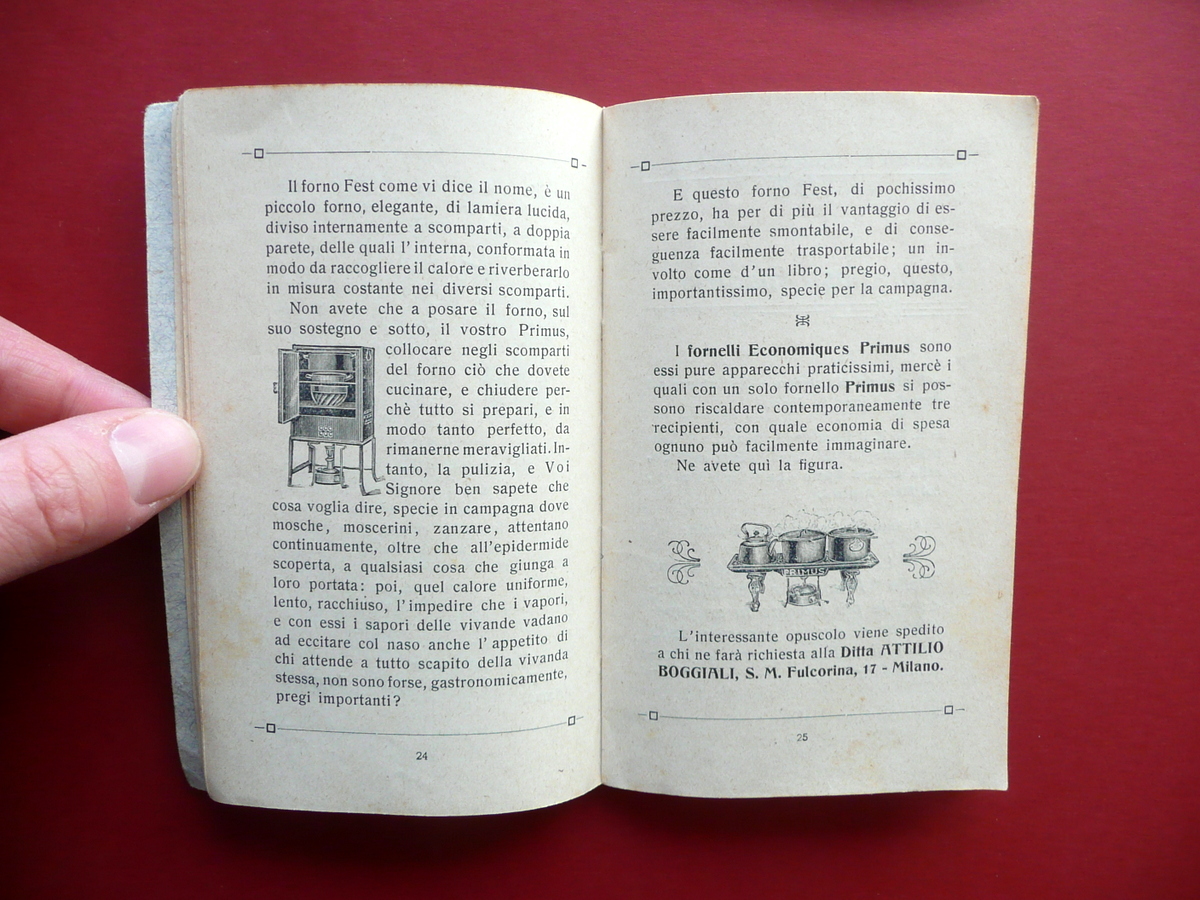 Il forno Fest come vi dice il nome, è un
piccolo forno, elegante, di lamiera lucida,
diviso internamente a scomparti, a doppia
parete, delle quali l' interna, conformata in
modo da raccogliere il calore e riverberarlo
in misura costante nei diversi scomparti.
Non avete che a posare il forno, sul
suo sostegno e sotto, il vostro Primus,
collocare negli scomparti
del forno ciò che dovete
cucinare, e chiudere per-
chè tutto si prepari, e in
modo tanto perfetto, da
rimanerne meravigliati. In-
tanto, la pulizia, e Voi
Signore ben sapete che
cosa voglia dire, specie in campagna dove
mosche, moscerini, zanzare, attentano
continuamente, oltre che all'epidermide
scoperta, a qualsiasi cosa che giunga a
loro portata: poi, quel calore uniforme,
lento, racchiuso, l' impedire che i vapori,
e con essi i sapori delle vivande vadano
ad eccitare col naso anche l' appetito di
chi attende a tutto scapito della vivanda
stessa, non sono forse, gastronomicamente,
pregi importanti?
24
E questo forno Fest, di pochissimo
prezzo, ha per di più il vantaggio di es-
sere facilmente smontabile, e di conse-
guenza facilmente trasportabile; un in-
volto come d'un libro; pregio, questo,
importantissimo, specie per la campagna.
I fornelli Economiques Primus sono
essi pure apparecchi praticissimi, mercè i
quali con un solo fornello Primus si pos-
sono riscaldare contemporaneamente tre
recipienti, con quale economia di spesa
ognuno può facilmente immaginare.
Ne avete quì la figura.
PRIMUS
L'interessante opuscolo viene spedito
a chi ne farà richiesta alla Ditta ATTILIO
BOGGIALI, S. M. Fulcorina, 17 - Milano.
25